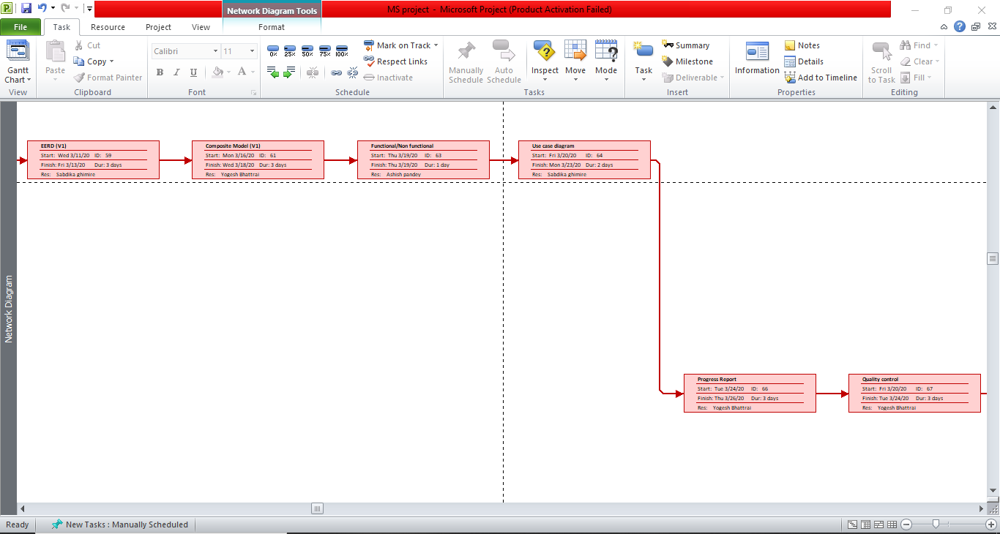 Network Diagram Tools
MS project - Microsoft Project (Product Activation Failed)
File Task Resource Project View Format
Gantt Chart
View
Paste
Cut
Copy
Format Painter
Clipboard
Calibri 11
B I U A
Font
0% 25% 50% 75% 100%
Mark on Track
Respect Links
Inactivate
Schedule
Manually Schedule
Auto Schedule
Inspect
Move
Mode
Tasks
Task
Summary
Milestone
Deliverable
Insert
Information
Notes
Details
Add to Timeline
Properties
Scroll to Task
Find
Clear
Fill
Editing
Network Diagram
EERD (V1)
Start: Wed 3/11/20 ID: 59
Finish: Fri 3/13/20 Dur: 3 days
Res: Sabdika ghimire
Composite Model (V1)
Start: Mon 3/16/20 ID: 61
Finish: Wed 3/18/20 Dur: 3 days
Res: Yogesh Bhattrai
Functional/Non functional
Start: Thu 3/19/20 ID: 63
Finish: Thu 3/19/20 Dur: 1 day
Res: Ashish pandey
Use case diagram
Start: Fri 3/20/20 ID: 64
Finish: Mon 3/23/20 Dur: 2 days
Res: Sabdika ghimire
Progress Report
Start: Tue 3/24/20 ID: 66
Finish: Thu 3/26/20 Dur: 3 days
Res: Yogesh Bhattrai
Quality control
Start: Fri 3/20/20 ID: 67
Finish: Tue 3/24/20 Dur: 3 days
Res: Yogesh Bhattrai
Ready
New Tasks : Manually Scheduled